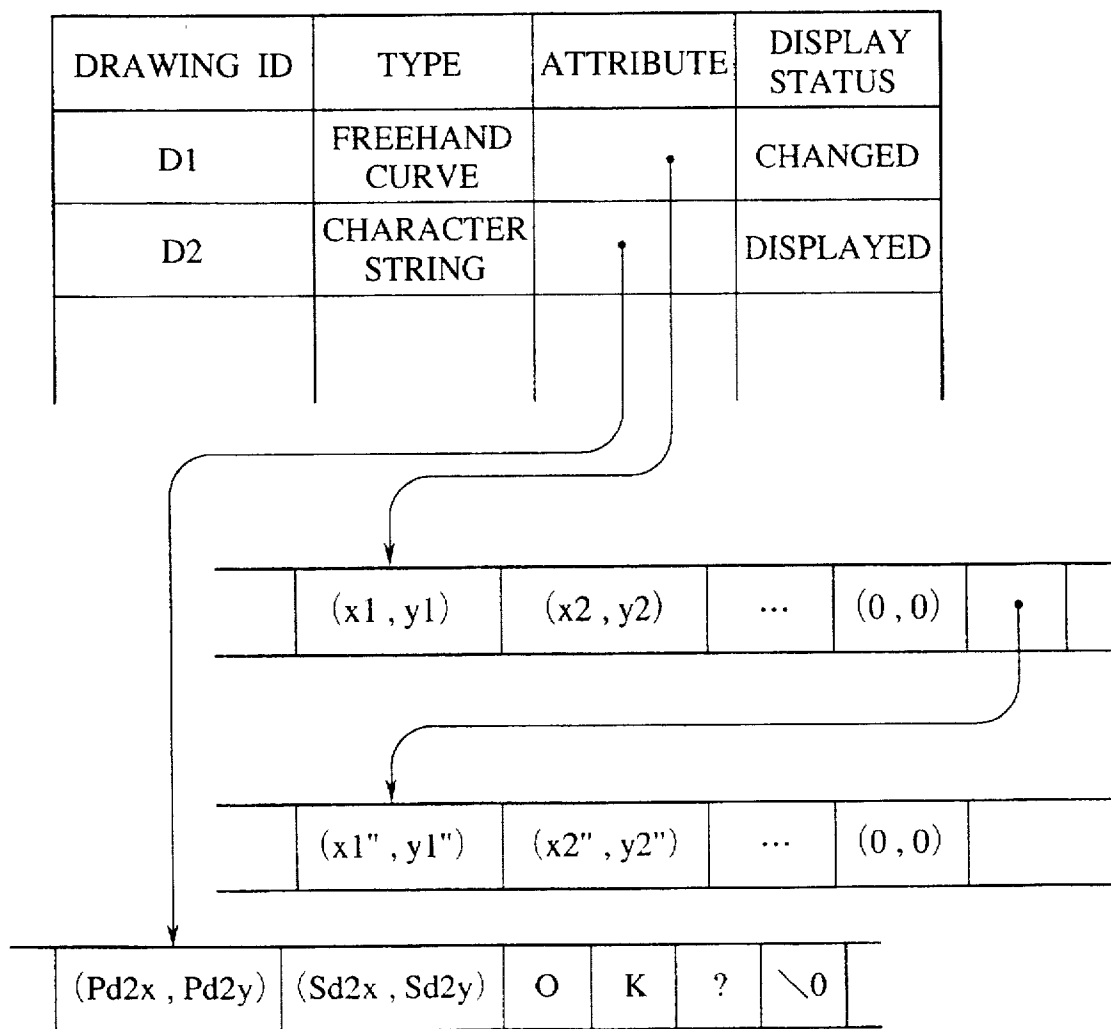 DRAWING ID TYPE ATTRIBUTE DISPLAY STATUS
D1 FREEHAND CURVE CHANGED
D2 CHARACTER STRING DISPLAYED
(x1 , y1) (x2 , y2) ... (0 , 0)
(x1" , y1") (x2" , y2") ... (0 , 0)
(Pd2x , Pd2y) (Sd2x , Sd2y) O K ? \0